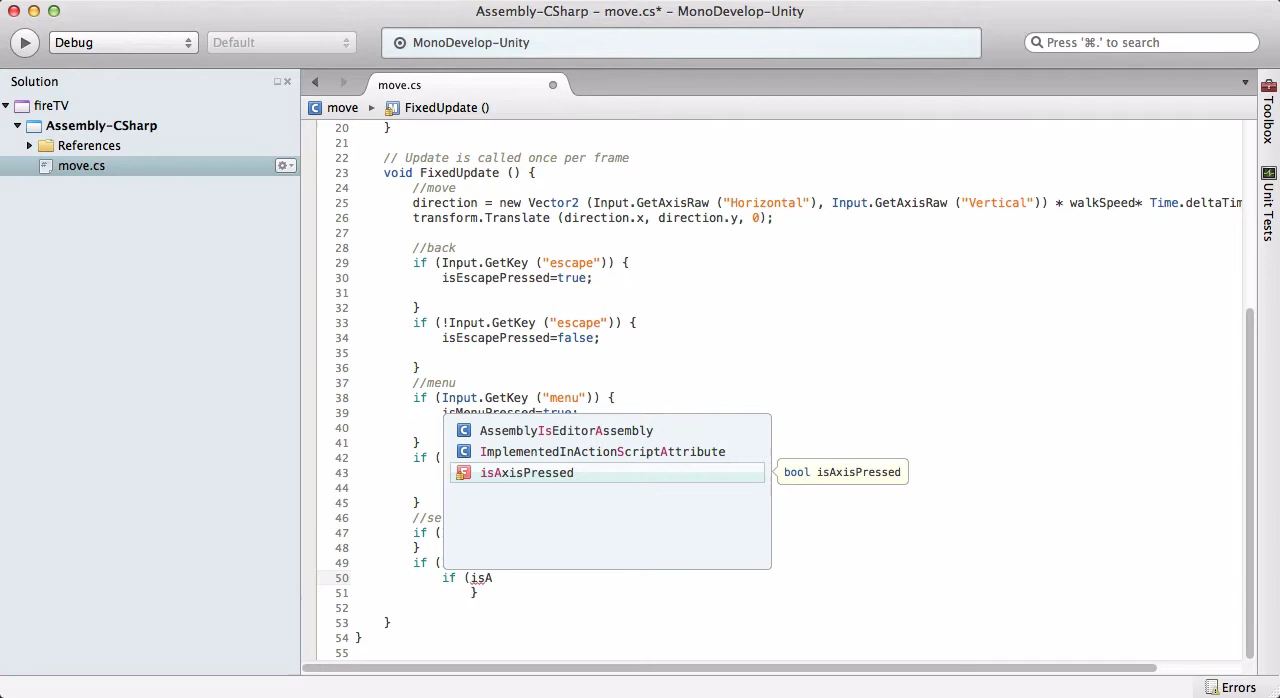 Assembly-CSharp – move.cs* – MonoDevelop-Unity
Debug
Default
MonoDevelop-Unity
Press '⌘.' to search
Solution
fireTV
Assembly-CSharp
References
move.cs
move.cs
move
FixedUpdate ()
20 }
21
22 // Update is called once per frame
23 void FixedUpdate () {
24 //move
25 direction = new Vector2 (Input.GetAxisRaw ("Horizontal"), Input.GetAxisRaw ("Vertical")) * walkSpeed* Time.deltaTim
26 transform.Translate (direction.x, direction.y, 0);
27
28 //back
29 if (Input.GetKey ("escape")) {
30 isEscapePressed=true;
31
32 }
33 if (!Input.GetKey ("escape")) {
34 isEscapePressed=false;
35
36 }
37 //menu
38 if (Input.GetKey ("menu")) {
39 isMenuPressed=true;
40
41 }
42 if (
43
44
45 }
46 //se
47 if (
48 }
49 if (
50 if (isA
51 }
52
53 }
54 }
55
AssemblyIsEditorAssembly
ImplementedInActionScriptAttribute
isAxisPressed
bool isAxisPressed
Toolbox
Unit Tests
Errors